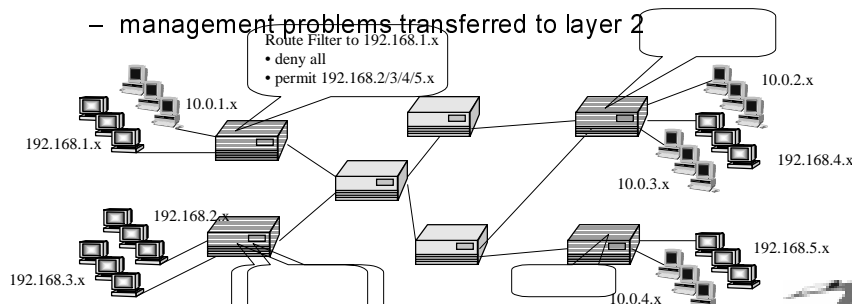 – management problems transferred to layer 2
Route Filter to 192.168.1.x
• deny all
• permit 192.168.2/3/4/5.x
10.0.1.x
192.168.1.x
10.0.2.x
192.168.4.x
10.0.3.x
192.168.2.x
192.168.3.x
192.168.5.x
10.0.4.x